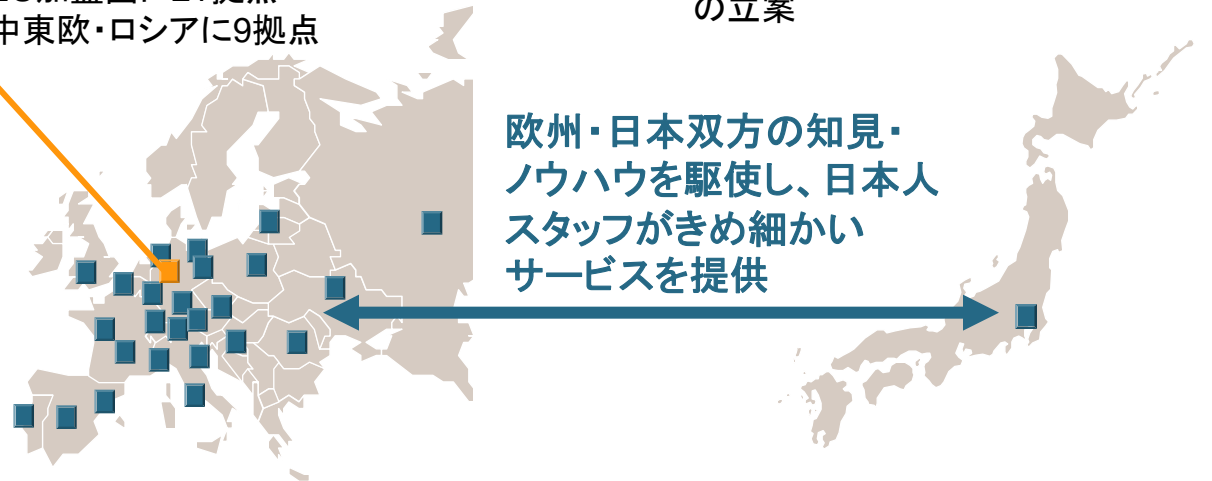 中東欧・ロシアに9拠点
の立案
欧州・日本双方の知見・
ノウハウを駆使し、日本人
スタッフがきめ細かい
サービスを提供